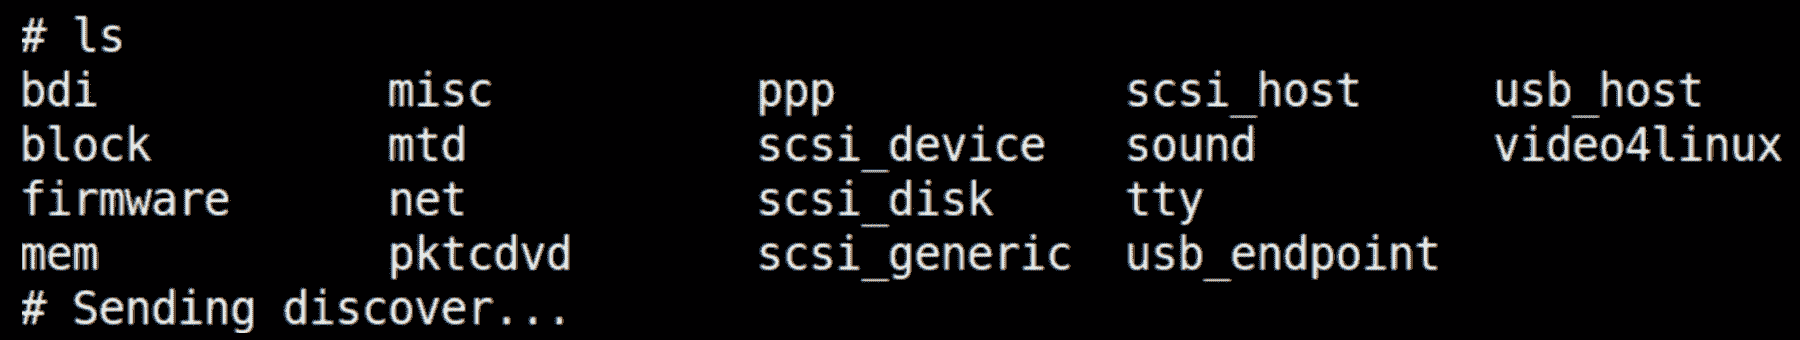 # ls
bdi misc ppp scsi_host usb_host
block mtd scsi_device sound video4linux
firmware net scsi_disk tty
mem pktcdvd scsi_generic usb_endpoint
# Sending discover...